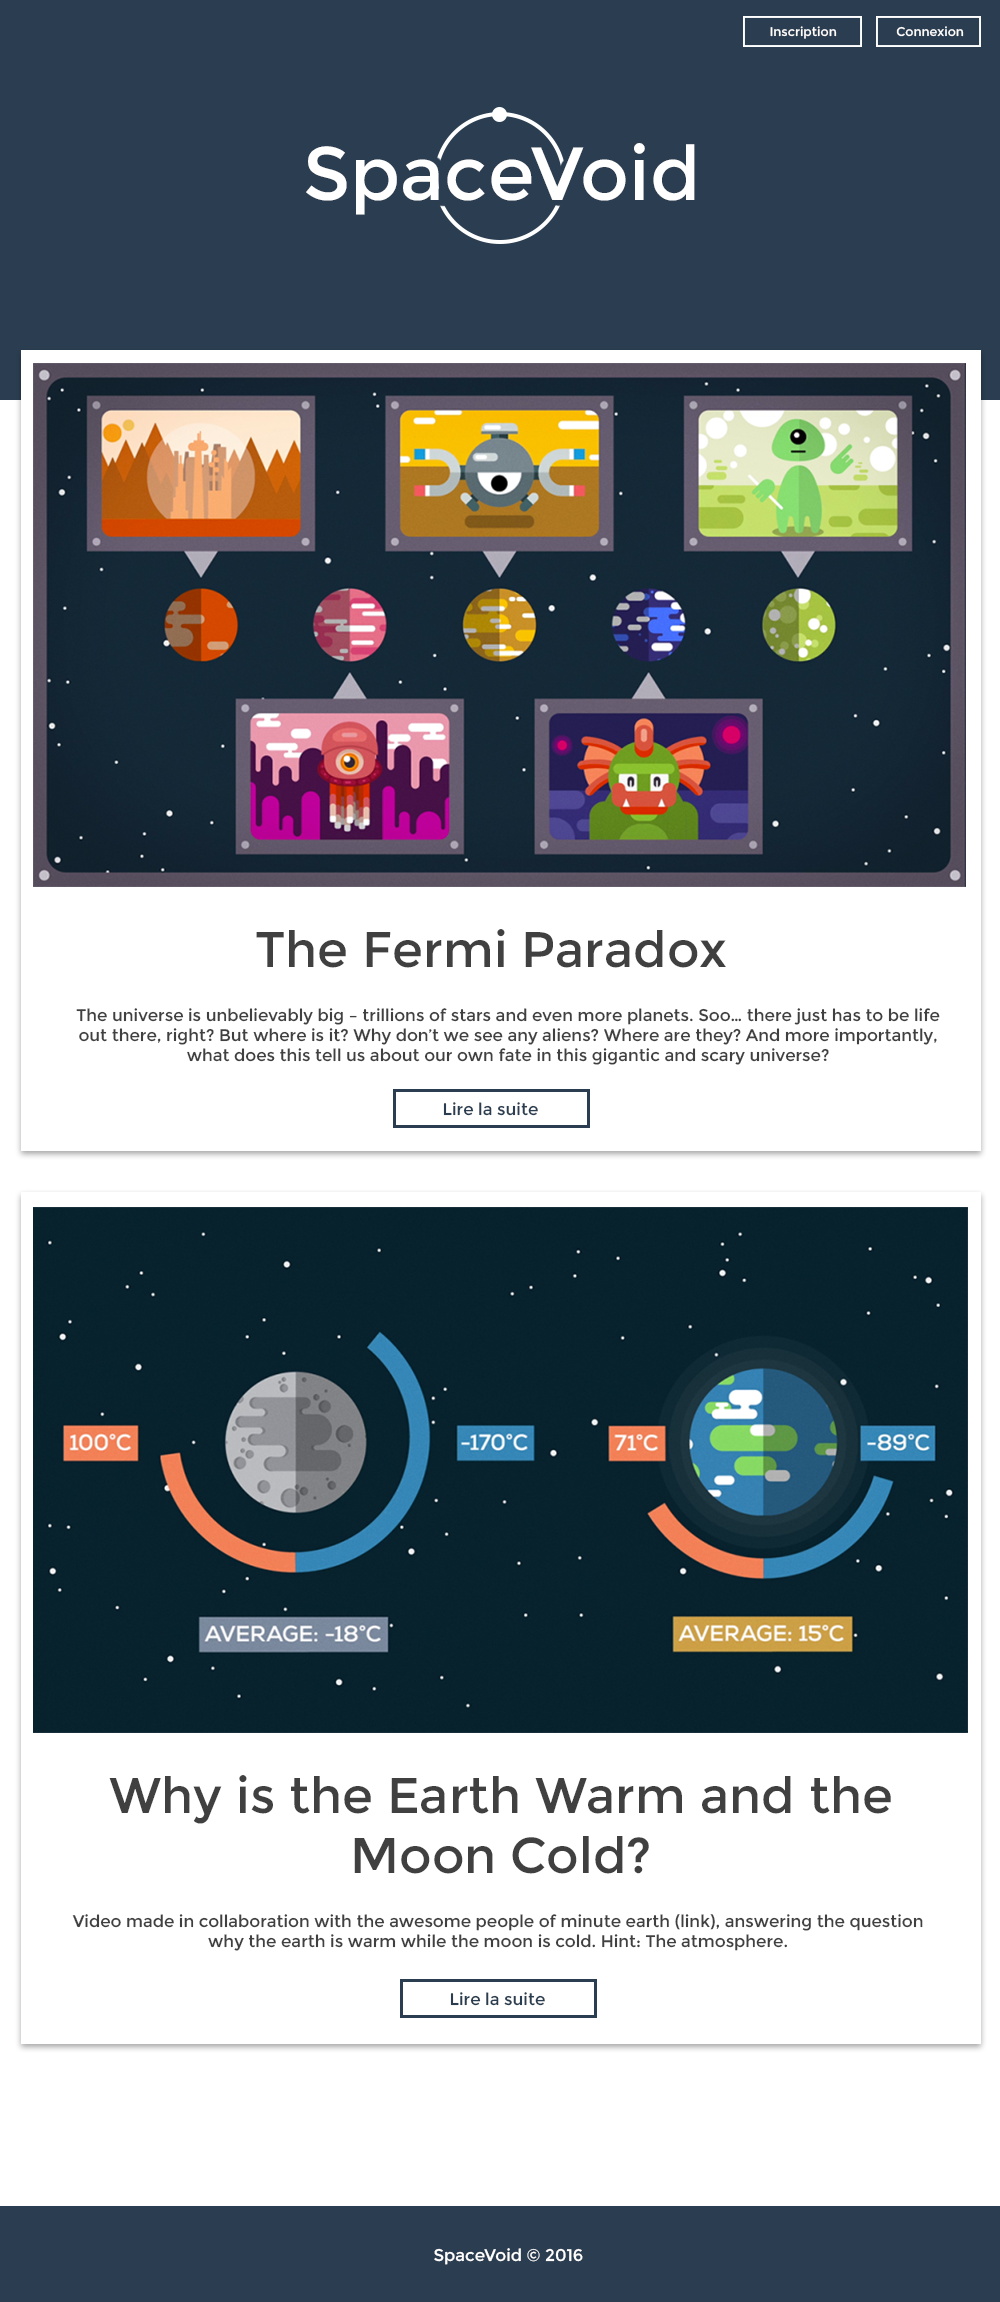 Inscription
Connexion
SpaceVoid
The Fermi Paradox
The universe is unbelievably big – trillions of stars and even more planets. Soo... there just has to be life
out there, right? But where is it? Why don’t we see any aliens? Where are they? And more importantly,
what does this tell us about our own fate in this gigantic and scary universe?
Lire la suite
100°C
-170°C
71°C
-89°C
AVERAGE: -18°C
AVERAGE: 15°C
Why is the Earth Warm and the
Moon Cold?
Video made in collaboration with the awesome people of minute earth (link), answering the question
why the earth is warm while the moon is cold. Hint: The atmosphere.
Lire la suite
SpaceVoid © 2016